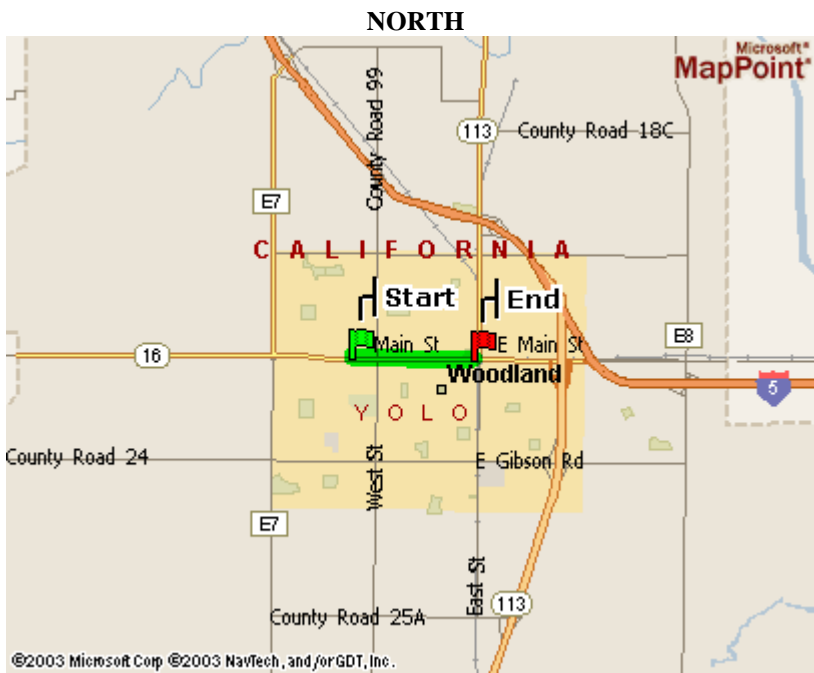 NORTH
Microsoft®
MapPoint®
County Road 99
113
County Road 18C
E7
CALIFORNIA
Start
End
16
Main St
E Main St
E8
Woodland
5
YOLO
County Road 24
West St
E Gibson Rd
E7
East St
113
County Road 25A
©2003 Microsoft Corp ©2003 NavTech, and/or GDT, Inc.